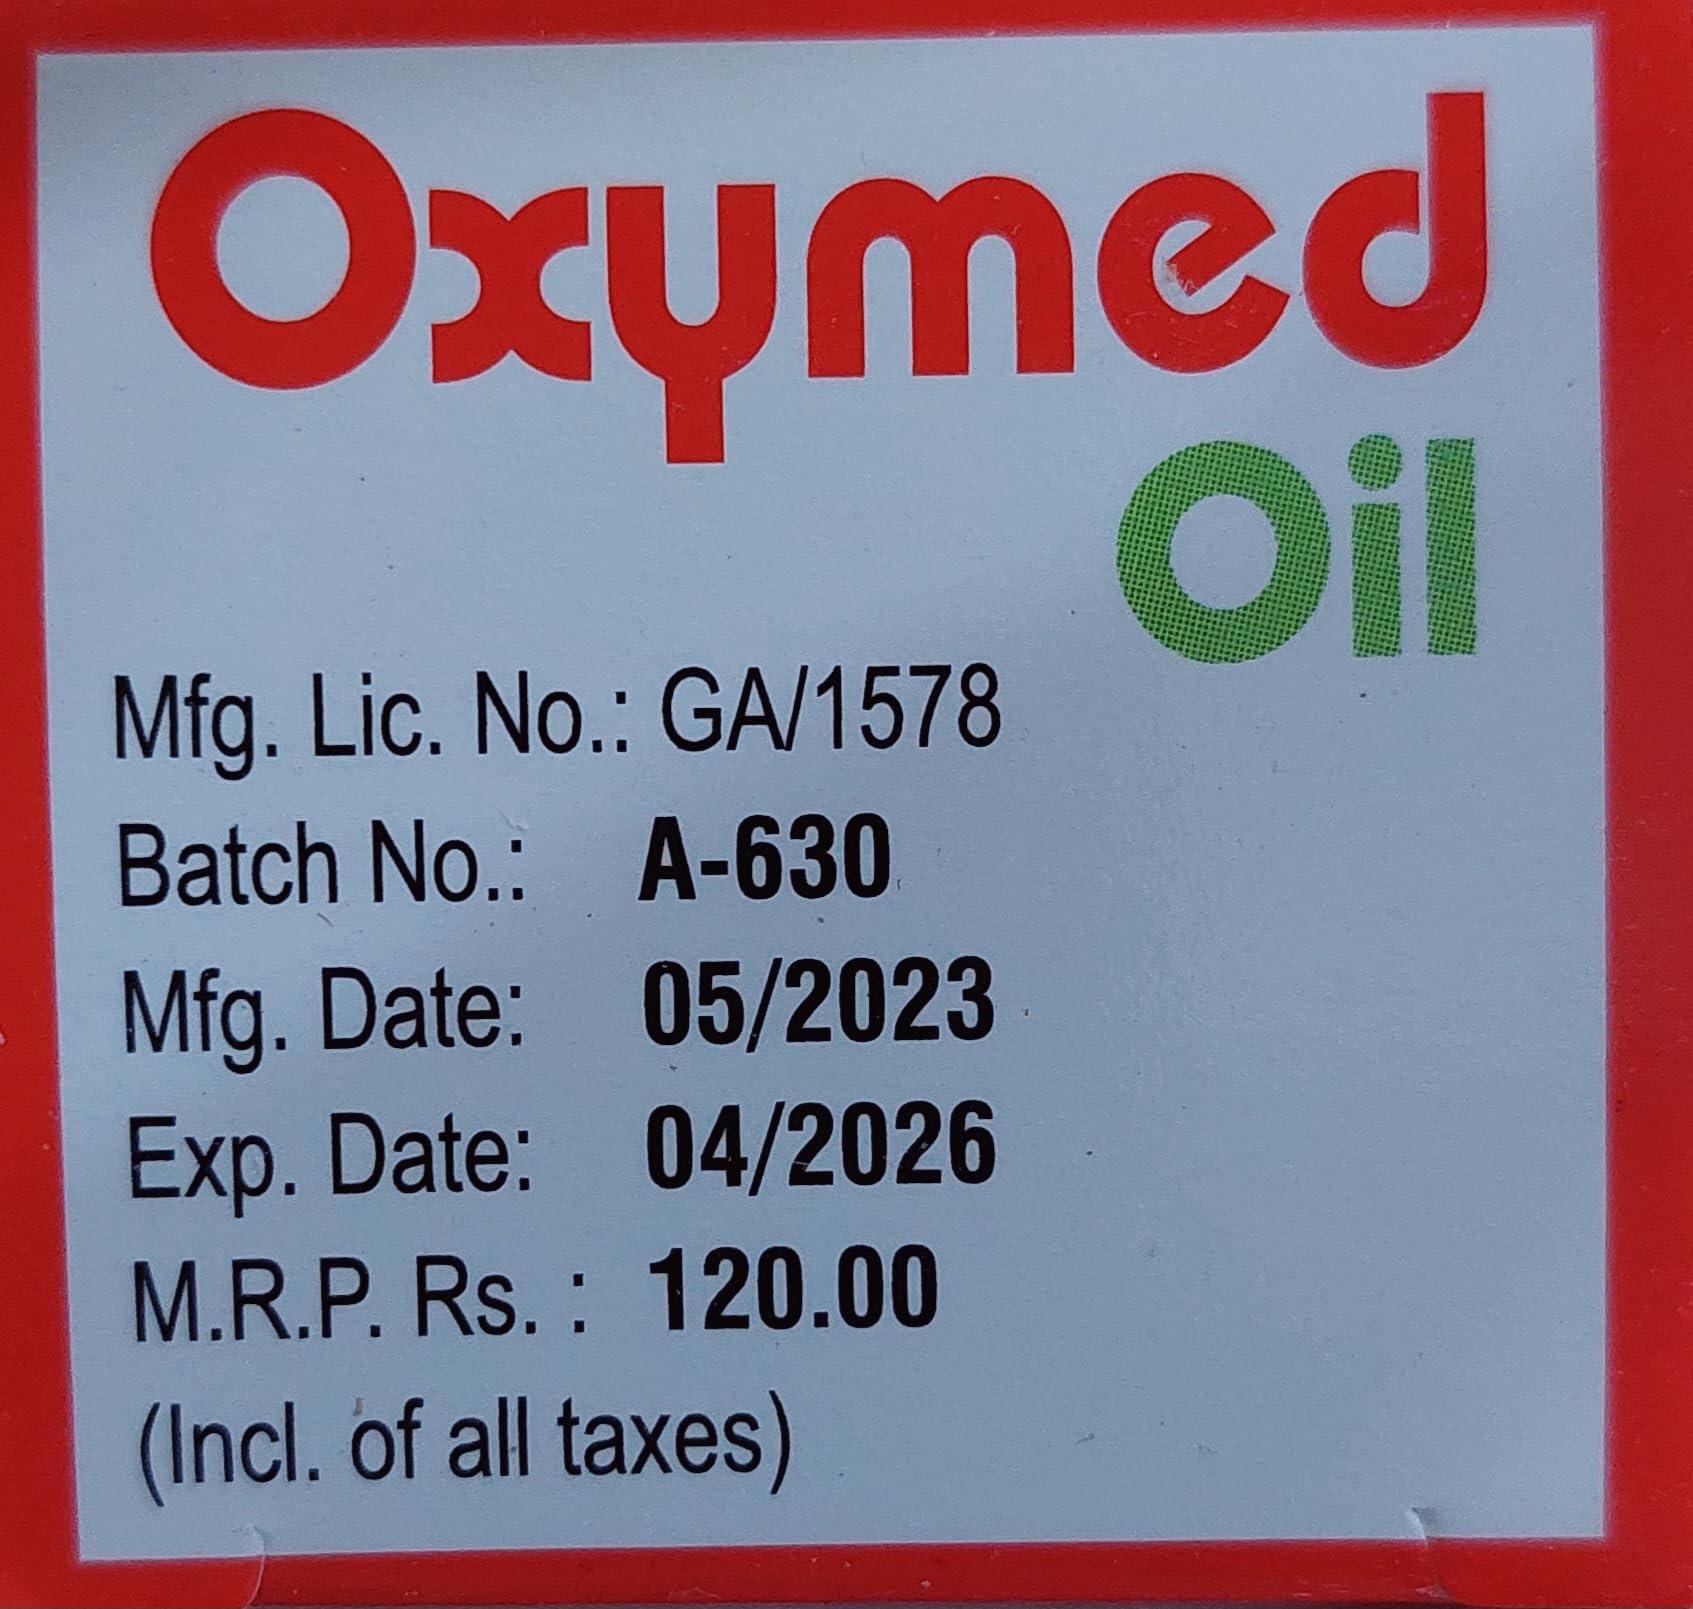 Oxymed
Oil
Mfg. Lic. No.: GA/1578
Batch No.: A-630
Mfg. Date: 05/2023
Exp. Date: 04/2026
M.R.P. Rs. : 120.00
(Incl. of all taxes)